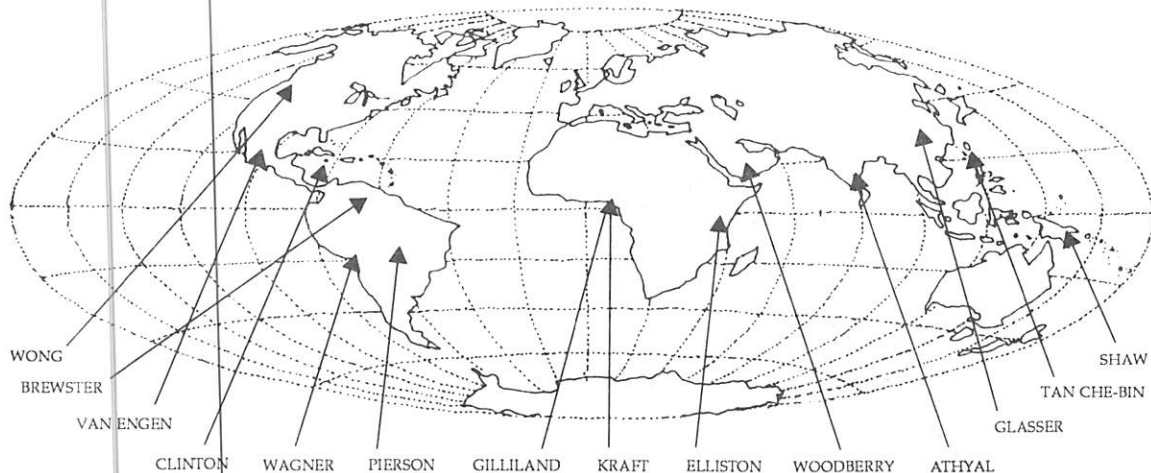 WONG
BREWSTER
VAN ENGEN
CLINTON
WAGNER
PIERSON
GILLILAND
KRAFT
ELLISTON
WOODBERRY
ATHYAL
GLASSER
TAN CHE-BIN
SHAW